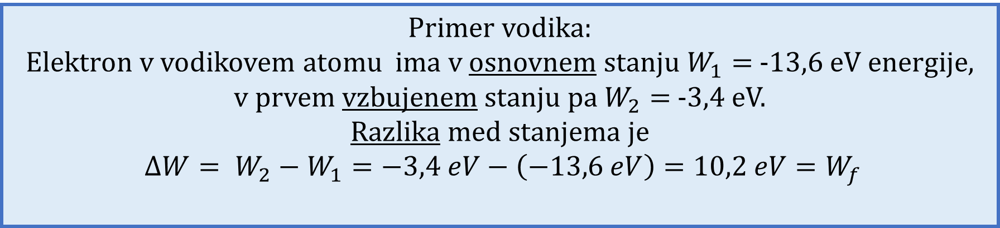 Primer vodika:
Elektron v vodikovem atomu  ima v osnovnem stanju W₁ = -13,6 eV energije,
v prvem vzbujenem stanju pa W₂ = -3,4 eV.
Razlika med stanjema je
ΔW = W₂ − W₁ = −3,4 eV − (−13,6 eV) = 10,2 eV = W_f